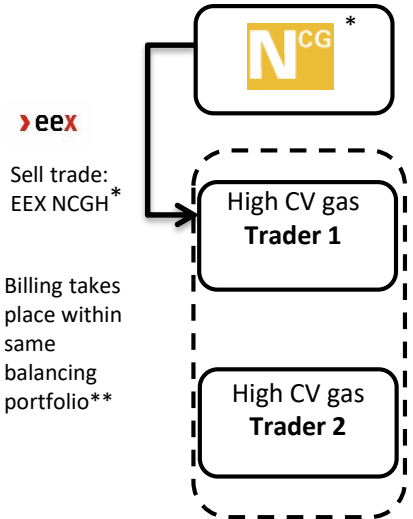 NCG *
>eex
Sell trade:
EEX NCGH*
High CV gas
Trader 1
Billing takes
place within
same
balancing
portfolio**
High CV gas
Trader 2